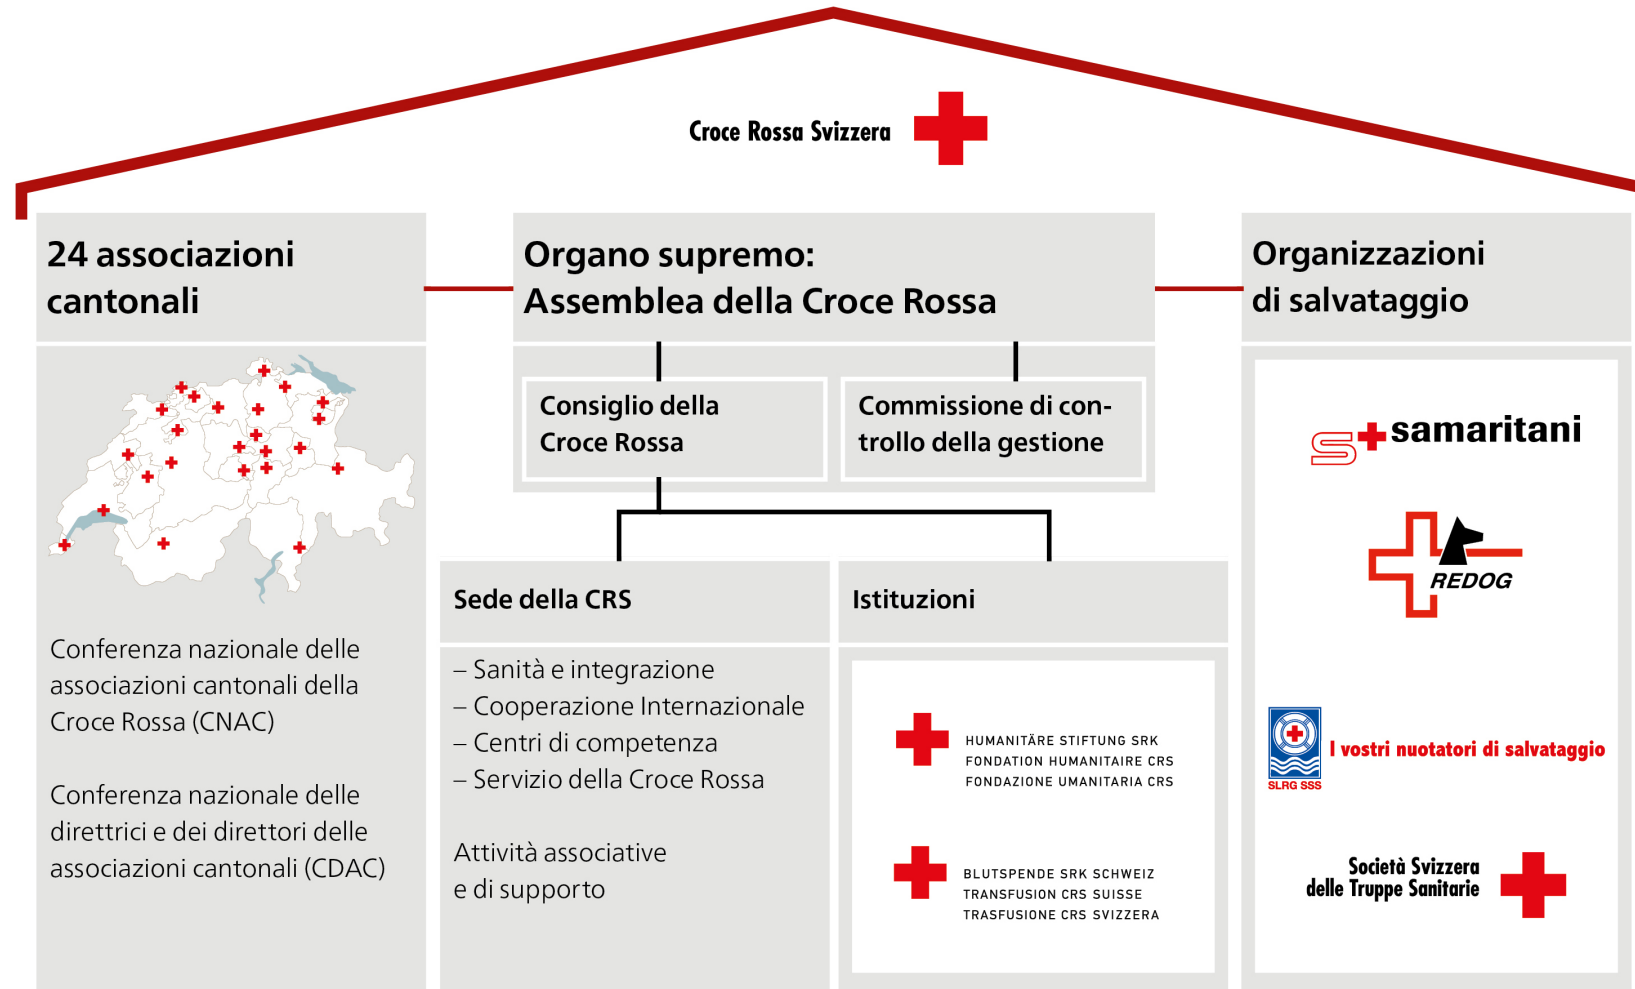 Croce Rossa Svizzera
24 associazioni
cantonali
Conferenza nazionale delle
associazioni cantonali della
Croce Rossa (CNAC)
Conferenza nazionale delle
direttrici e dei direttori delle
associazioni cantonali (CDAC)
Organo supremo:
Assemblea della Croce Rossa
Consiglio della
Croce Rossa
Commissione di con-
trollo della gestione
Sede della CRS
– Sanità e integrazione
– Cooperazione Internazionale
– Centri di competenza
– Servizio della Croce Rossa
Attività associative
e di supporto
Istituzioni
HUMANITÄRE STIFTUNG SRK
FONDATION HUMANITAIRE CRS
FONDAZIONE UMANITARIA CRS
BLUTSPENDE SRK SCHWEIZ
TRANSFUSION CRS SUISSE
TRASFUSIONE CRS SVIZZERA
Organizzazioni
di salvataggio
S samaritani
REDOG
I vostri nuotatori di salvataggio
SLRG SSS
Società Svizzera
delle Truppe Sanitarie